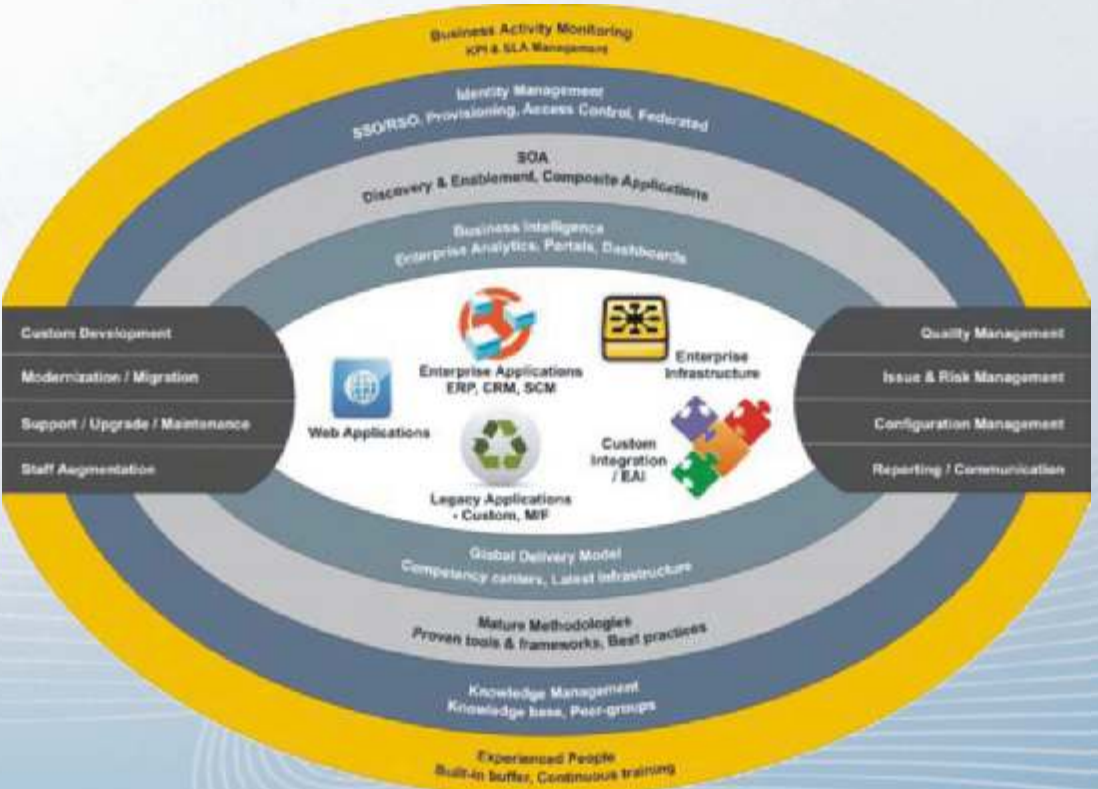 Business Activity Monitoring
KPI & SLA Management
Identity Management
SSO/RSO, Provisioning, Access Control, Federated
SOA
Discovery & Enablement, Composite Applications
Business Intelligence
Enterprise Analytics, Portals, Dashboards
Custom Development
Modernization / Migration
Support / Upgrade / Maintenance
Staff Augmentation
Enterprise Applications
ERP, CRM, SCM
Enterprise
Infrastructure
Web Applications
Legacy Applications
- Custom, M/F
Custom
Integration
/ EAI
Quality Management
Issue & Risk Management
Configuration Management
Reporting / Communication
Global Delivery Model
Competency centers, Latest infrastructure
Mature Methodologies
Proven tools & frameworks, Best practices
Knowledge Management
Knowledge base, Peer-groups
Experienced People
Built-in buffer, Continuous training